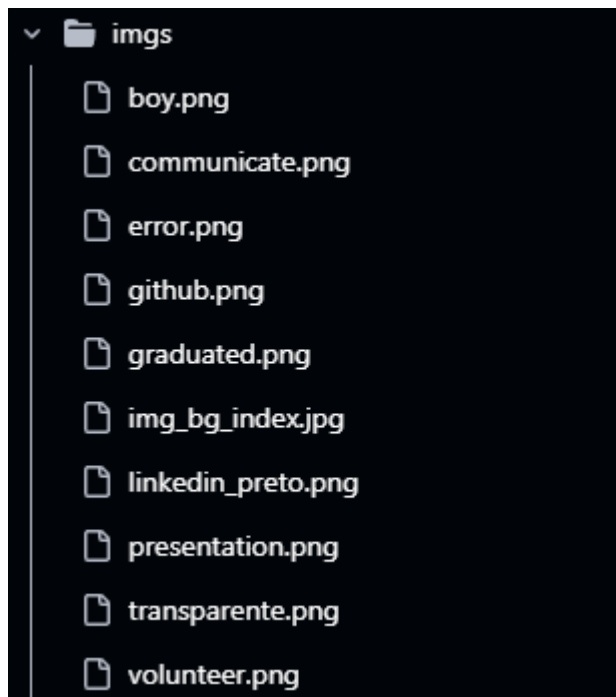 imgs
boy.png
communicate.png
error.png
github.png
graduated.png
img_bg_index.jpg
linkedin_preto.png
presentation.png
transparente.png
volunteer.png